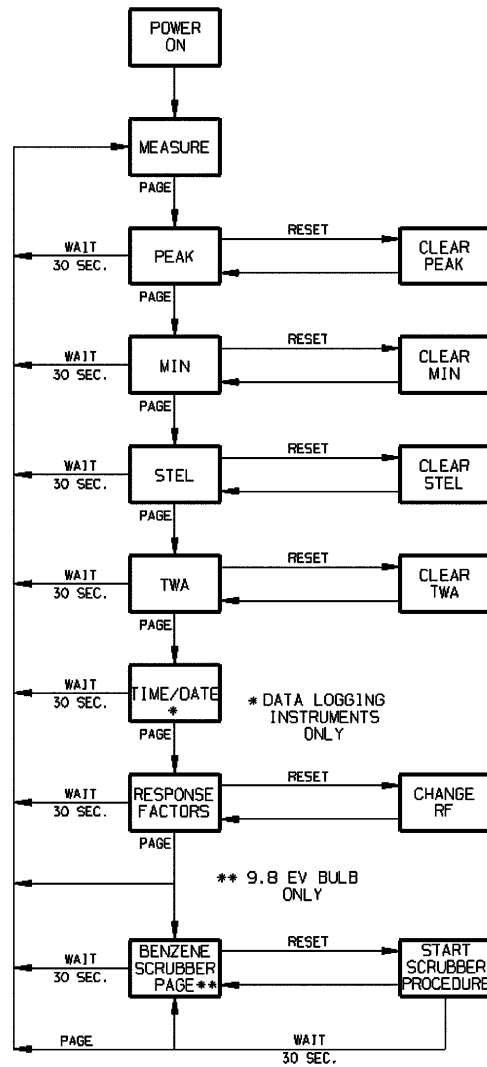 POWER
ON
MEASURE
PAGE
WAIT
30 SEC.
PEAK
RESET
CLEAR
PEAK
PAGE
WAIT
30 SEC.
MIN
RESET
CLEAR
MIN
PAGE
WAIT
30 SEC.
STEL
RESET
CLEAR
STEL
PAGE
WAIT
30 SEC.
TWA
RESET
CLEAR
TWA
PAGE
WAIT
30 SEC.
TIME/DATE
*
* DATA LOGGING
INSTRUMENTS
ONLY
PAGE
WAIT
30 SEC.
RESPONSE
FACTORS
RESET
CHANGE
RF
PAGE
** 9.8 EV BULB
ONLY
WAIT
30 SEC.
BENZENE
SCRUBBER
PAGE**
RESET
START
SCRUBBER
PROCEDURE
PAGE
WAIT
30 SEC.